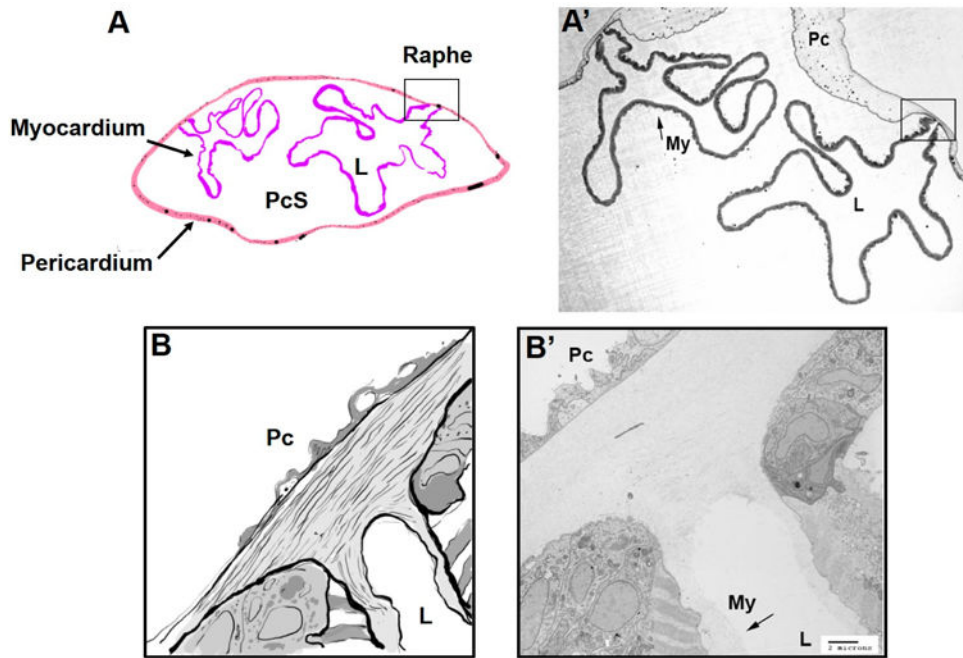 A
Raphe
Myocardium
L
PcS
Pericardium
A'
Pc
My
L
B
Pc
L
B'
Pc
My
L
2 microns